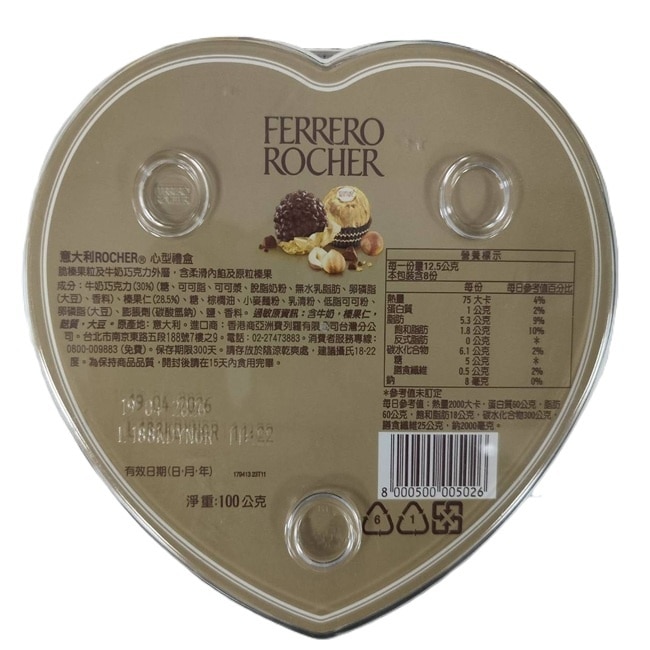 FERRERO
ROCHER
FERRERO
ROCHER
意大利ROCHER® 心型禮盒
脆榛果粒及牛奶巧克力外層，含柔滑內餡及原粒榛果
成分：牛奶巧克力(30%) (糖、可可脂、可可漿、脫脂奶粉、無水乳脂肪、卵磷脂
(大豆)、香料)、榛果仁(28.5%)、糖、棕櫚油、小麥麵粉、乳清粉、低脂可可粉、
卵磷脂(大豆)、膨脹劑(碳酸氫鈉)、鹽、香料。過敏原資訊：含牛奶，榛果仁，
麩質，大豆。原產地：意大利。進口商：香港商亞洲費列羅有限公司台灣分公
司。台北市南京東路五段188號7樓之9。電話：02-27473883。消費者服務專線：
0800-009883 (免費)。保存期限300天。請存放於陰涼乾爽處，建議攝氏18-22
度。為保持商品品質，開封後請在15天內食用完畢。
04 2026
11:22
有效日期(日·月·年)
179413 23T11
淨重:100公克
營養標示
每一份量12.5公克
本包裝含8份
每份 每日參考值百分比
熱量 75 大卡 4%
蛋白質 1 公克 2%
脂肪 5.3 公克 9%
飽和脂肪 1.8 公克 10%
反式脂肪 0 公克 *
碳水化合物 6.1 公克 2%
糖 5 公克 *
膳食纖維 0.5 公克 2%
鈉 8 毫克 0%
*參考值未訂定
每日參考值：熱量2000大卡、蛋白質60公克、脂肪
60公克、飽和脂肪18公克、碳水化合物300公克、
膳食纖維25公克、鈉2000毫克。
8 000500 005026
6 1